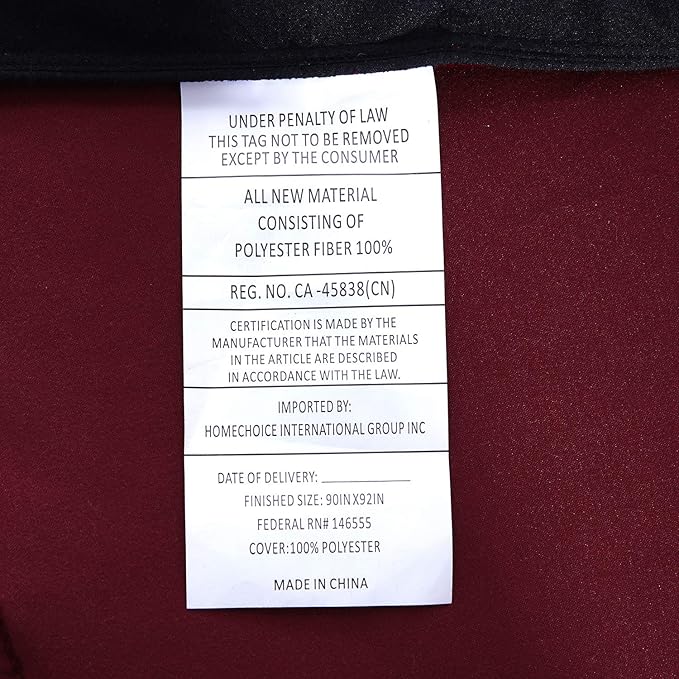 UNDER PENALTY OF LAW
THIS TAG NOT TO BE REMOVED
EXCEPT BY THE CONSUMER
ALL NEW MATERIAL
CONSISTING OF
POLYESTER FIBER 100%
REG. NO. CA -45838(CN)
CERTIFICATION IS MADE BY THE
MANUFACTURER THAT THE MATERIALS
IN THE ARTICLE ARE DESCRIBED
IN ACCORDANCE WITH THE LAW.
IMPORTED BY:
HOMECHOICE INTERNATIONAL GROUP INC
DATE OF DELIVERY: ____________
FINISHED SIZE: 90INX92IN
FEDERAL RN# 146555
COVER:100% POLYESTER
MADE IN CHINA